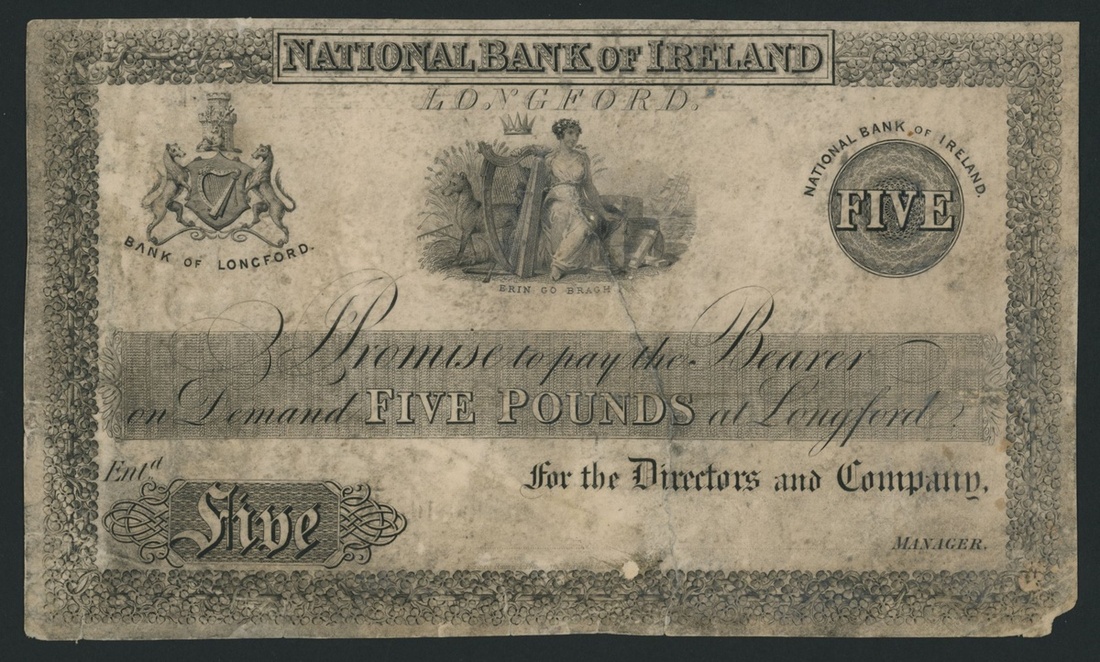 NATIONAL BANK OF IRELAND
LONGFORD.
BANK OF LONGFORD.
ERIN GO BRAGH
NATIONAL BANK OF IRELAND.
FIVE
I Promise to pay the Bearer
on Demand FIVE POUNDS at Longford.
Entd
For the Directors and Company,
Five
MANAGER.